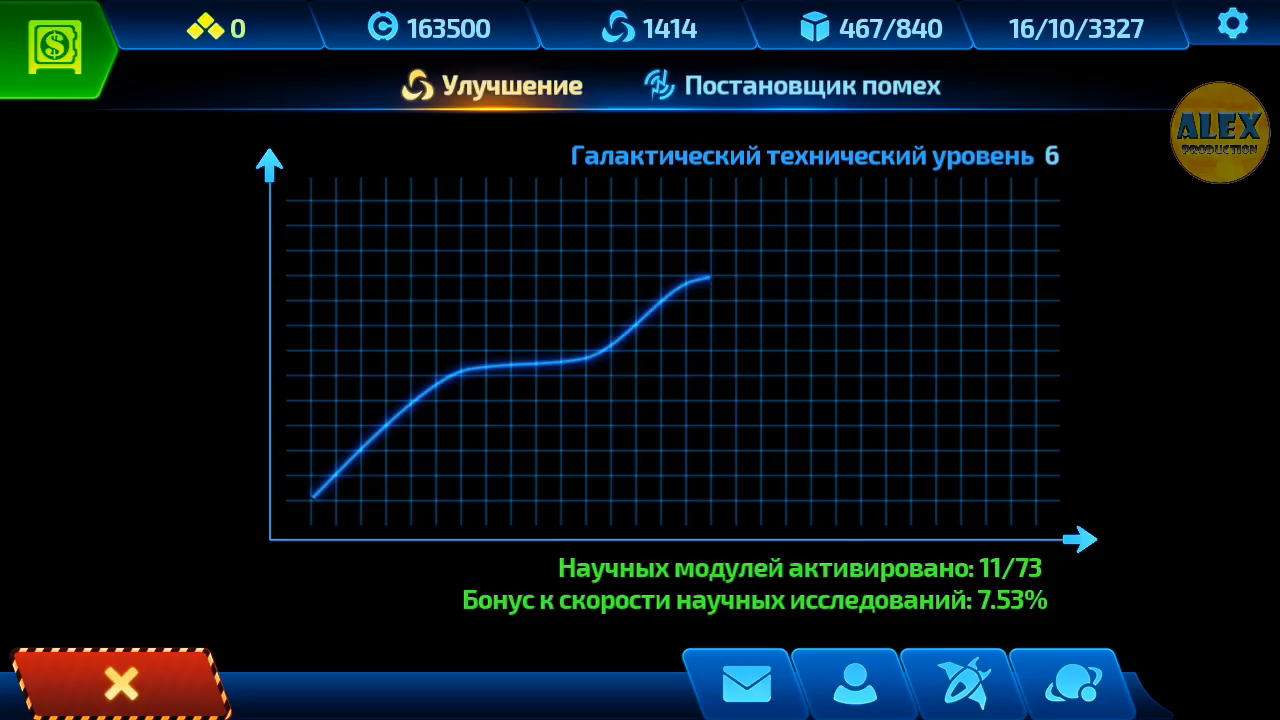 0
163500
1414
467/840
16/10/3327
Улучшение
Постановщик помех
ALEX
PRODUCTION
Галактический технический уровень 6
Научных модулей активировано: 11/73
Бонус к скорости научных исследований: 7.53%